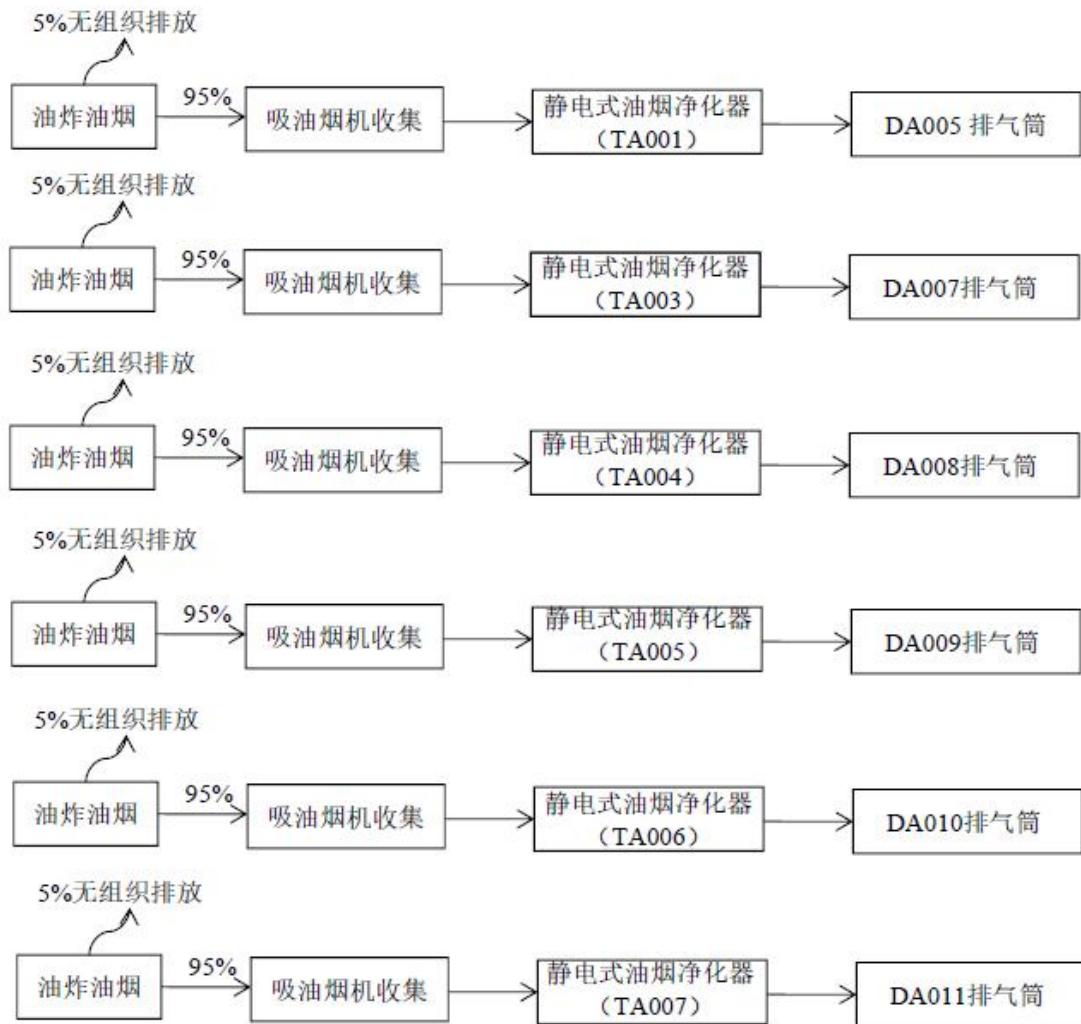 5%无组织排放
油炸油烟
95%
吸油烟机收集
静电式油烟净化器
（TA001）
DA005 排气筒
5%无组织排放
油炸油烟
95%
吸油烟机收集
静电式油烟净化器
（TA003）
DA007排气筒
5%无组织排放
油炸油烟
95%
吸油烟机收集
静电式油烟净化器
（TA004）
DA008排气筒
5%无组织排放
油炸油烟
95%
吸油烟机收集
静电式油烟净化器
（TA005）
DA009排气筒
5%无组织排放
油炸油烟
95%
吸油烟机收集
静电式油烟净化器
（TA006）
DA010排气筒
5%无组织排放
油炸油烟
95%
吸油烟机收集
静电式油烟净化器
（TA007）
DA011排气筒